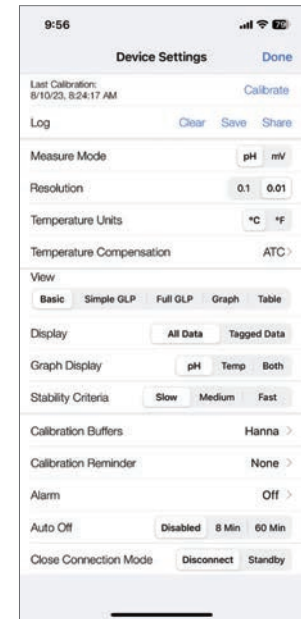 9:56 79
Device Settings Done
Last Calibration:
8/10/23, 8:24:17 AM Calibrate
Log Clear Save Share
Measure Mode pH mV
Resolution 0.1 0.01
Temperature Units °C °F
Temperature Compensation ATC >
View
Basic Simple GLP Full GLP Graph Table
Display All Data Tagged Data
Graph Display pH Temp Both
Stability Criteria Slow Medium Fast
Calibration Buffers Hanna >
Calibration Reminder None >
Alarm Off >
Auto Off Disabled 8 Min 60 Min
Close Connection Mode Disconnect Standby